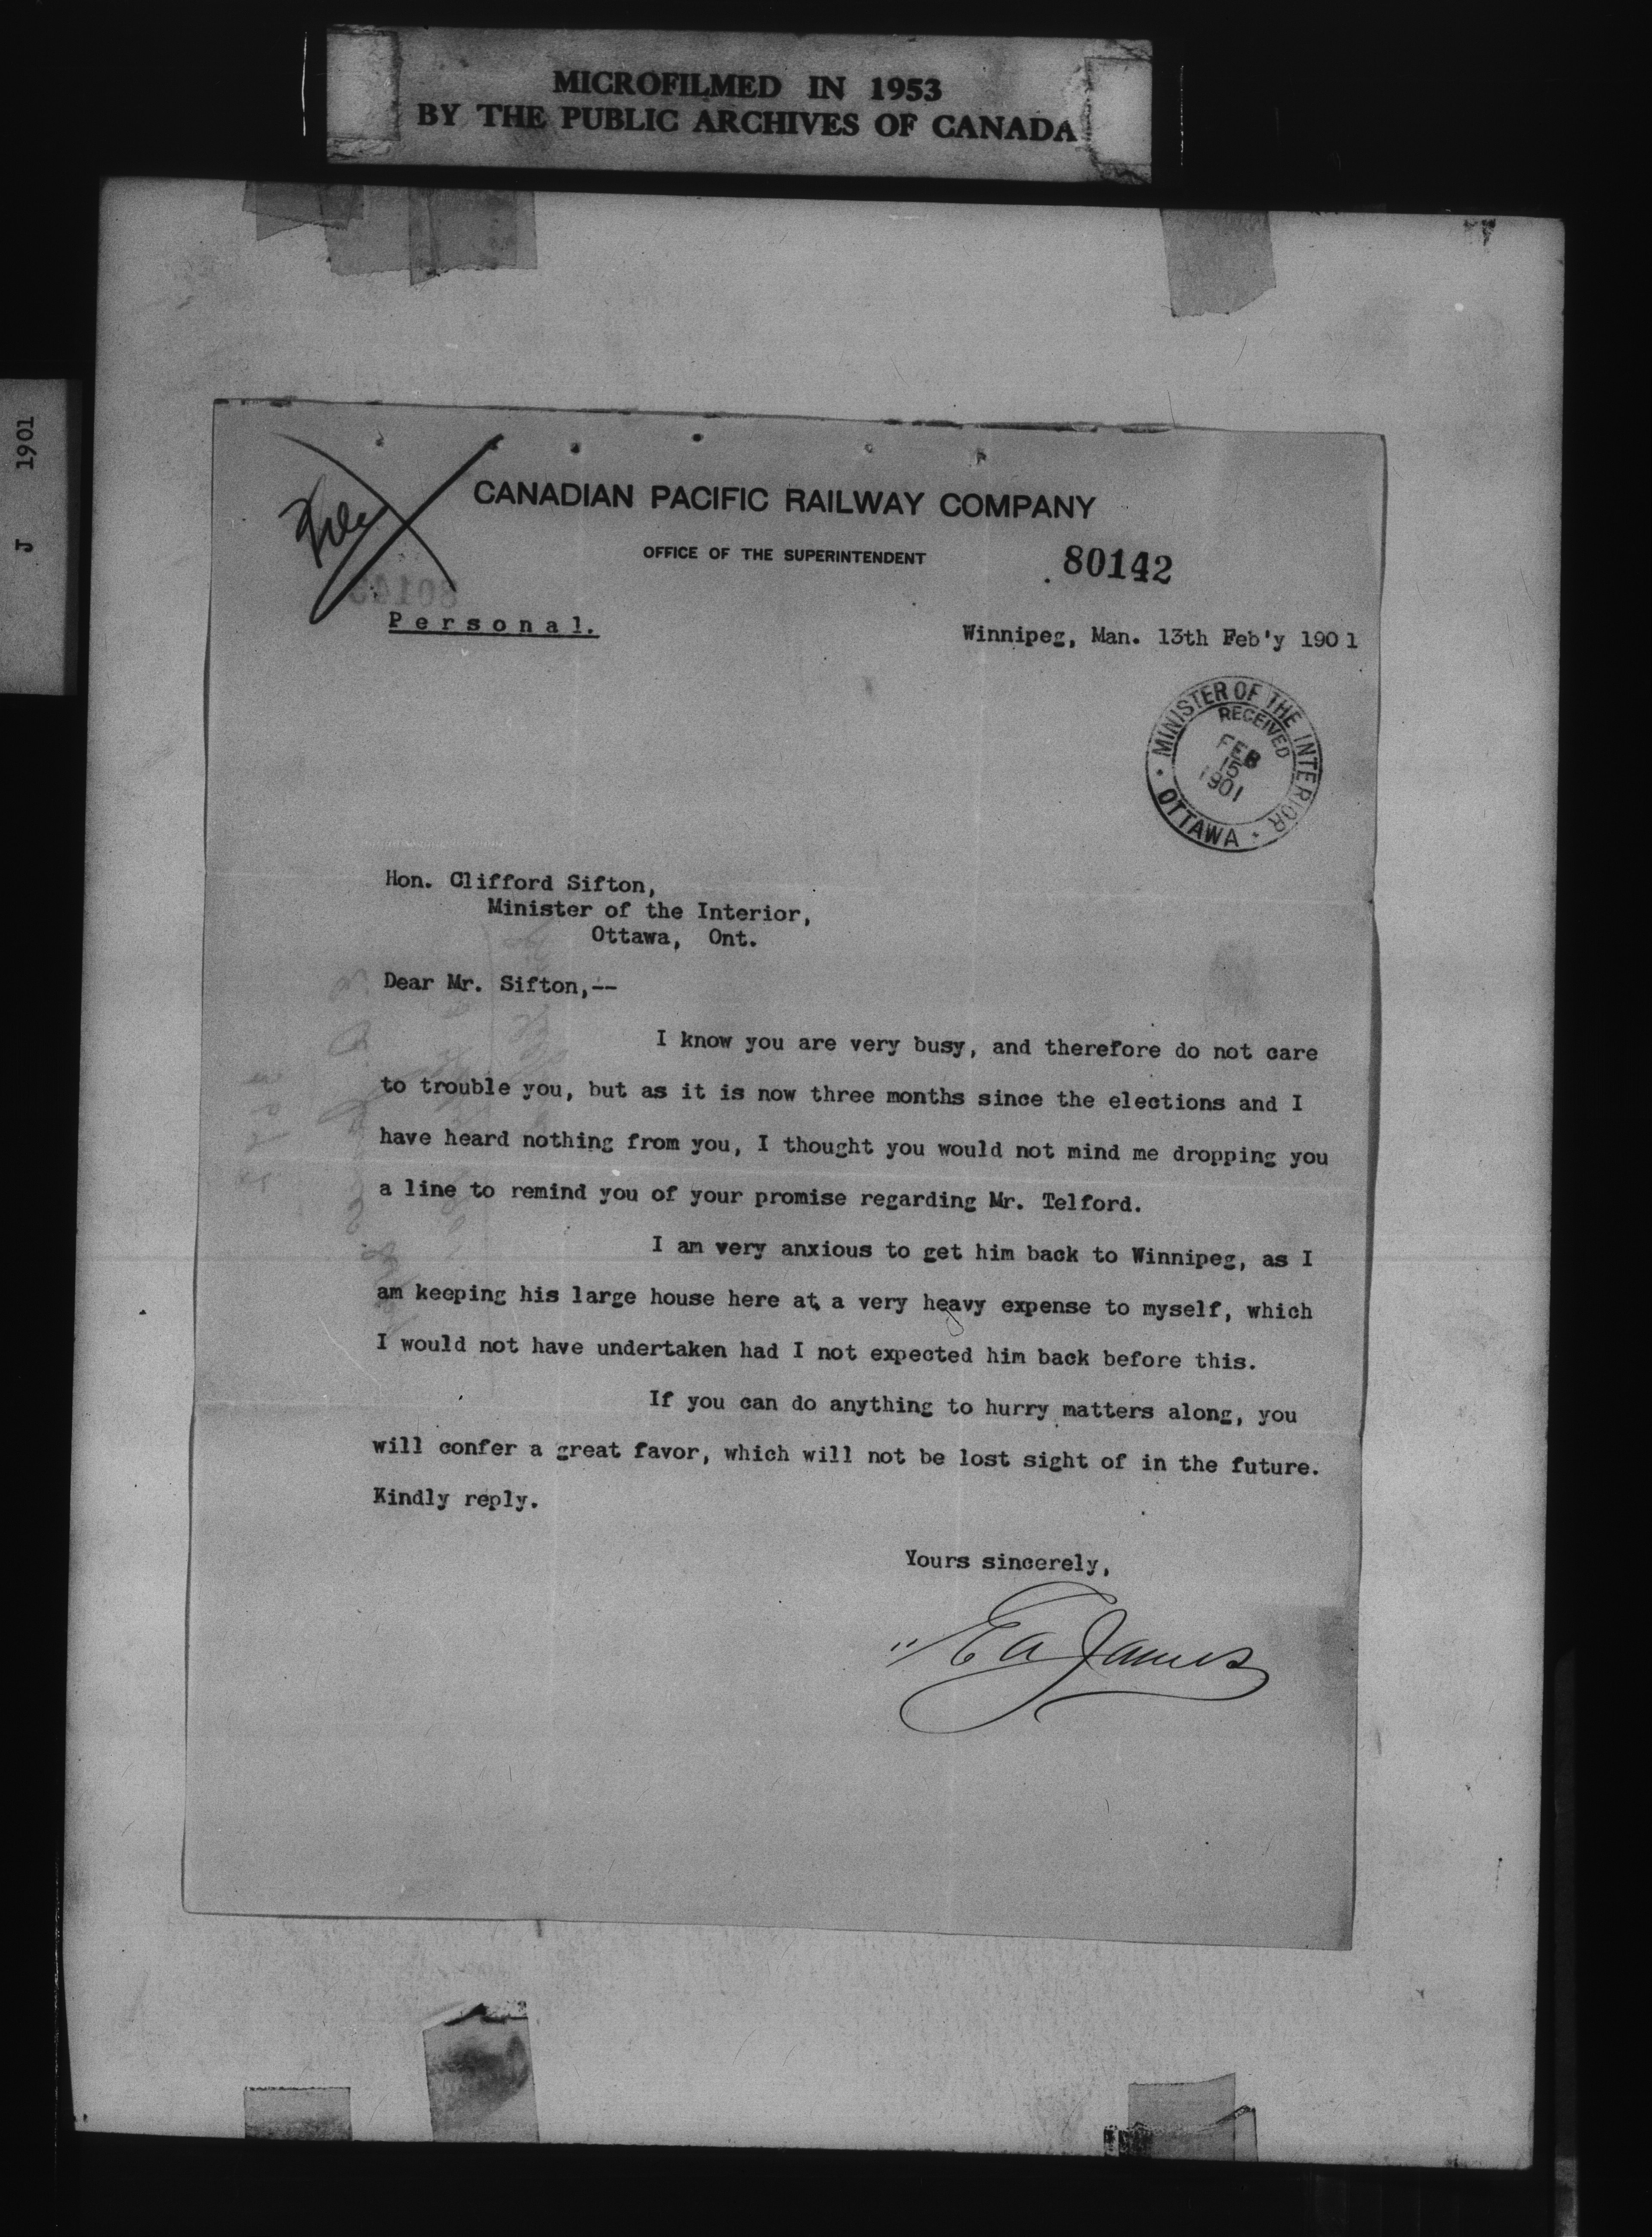 MICROFILMED IN 1953
BY THE PUBLIC ARCHIVES OF CANADA
J 1901
File
CANADIAN PACIFIC RAILWAY COMPANY
OFFICE OF THE SUPERINTENDENT
80142
Personal.
Winnipeg, Man. 13th Feb'y 1901
MINISTER OF THE INTERIOR
RECEIVED
FEB
15
1901
OTTAWA
Hon. Clifford Sifton,
Minister of the Interior,
Ottawa, Ont.
Dear Mr. Sifton,--
I know you are very busy, and therefore do not care
to trouble you, but as it is now three months since the elections and I
have heard nothing from you, I thought you would not mind me dropping you
a line to remind you of your promise regarding Mr. Telford.
I am very anxious to get him back to Winnipeg, as I
am keeping his large house here at a very heavy expense to myself, which
I would not have undertaken had I not expected him back before this.
If you can do anything to hurry matters along, you
will confer a great favor, which will not be lost sight of in the future.
Kindly reply.
Yours sincerely,
E A James